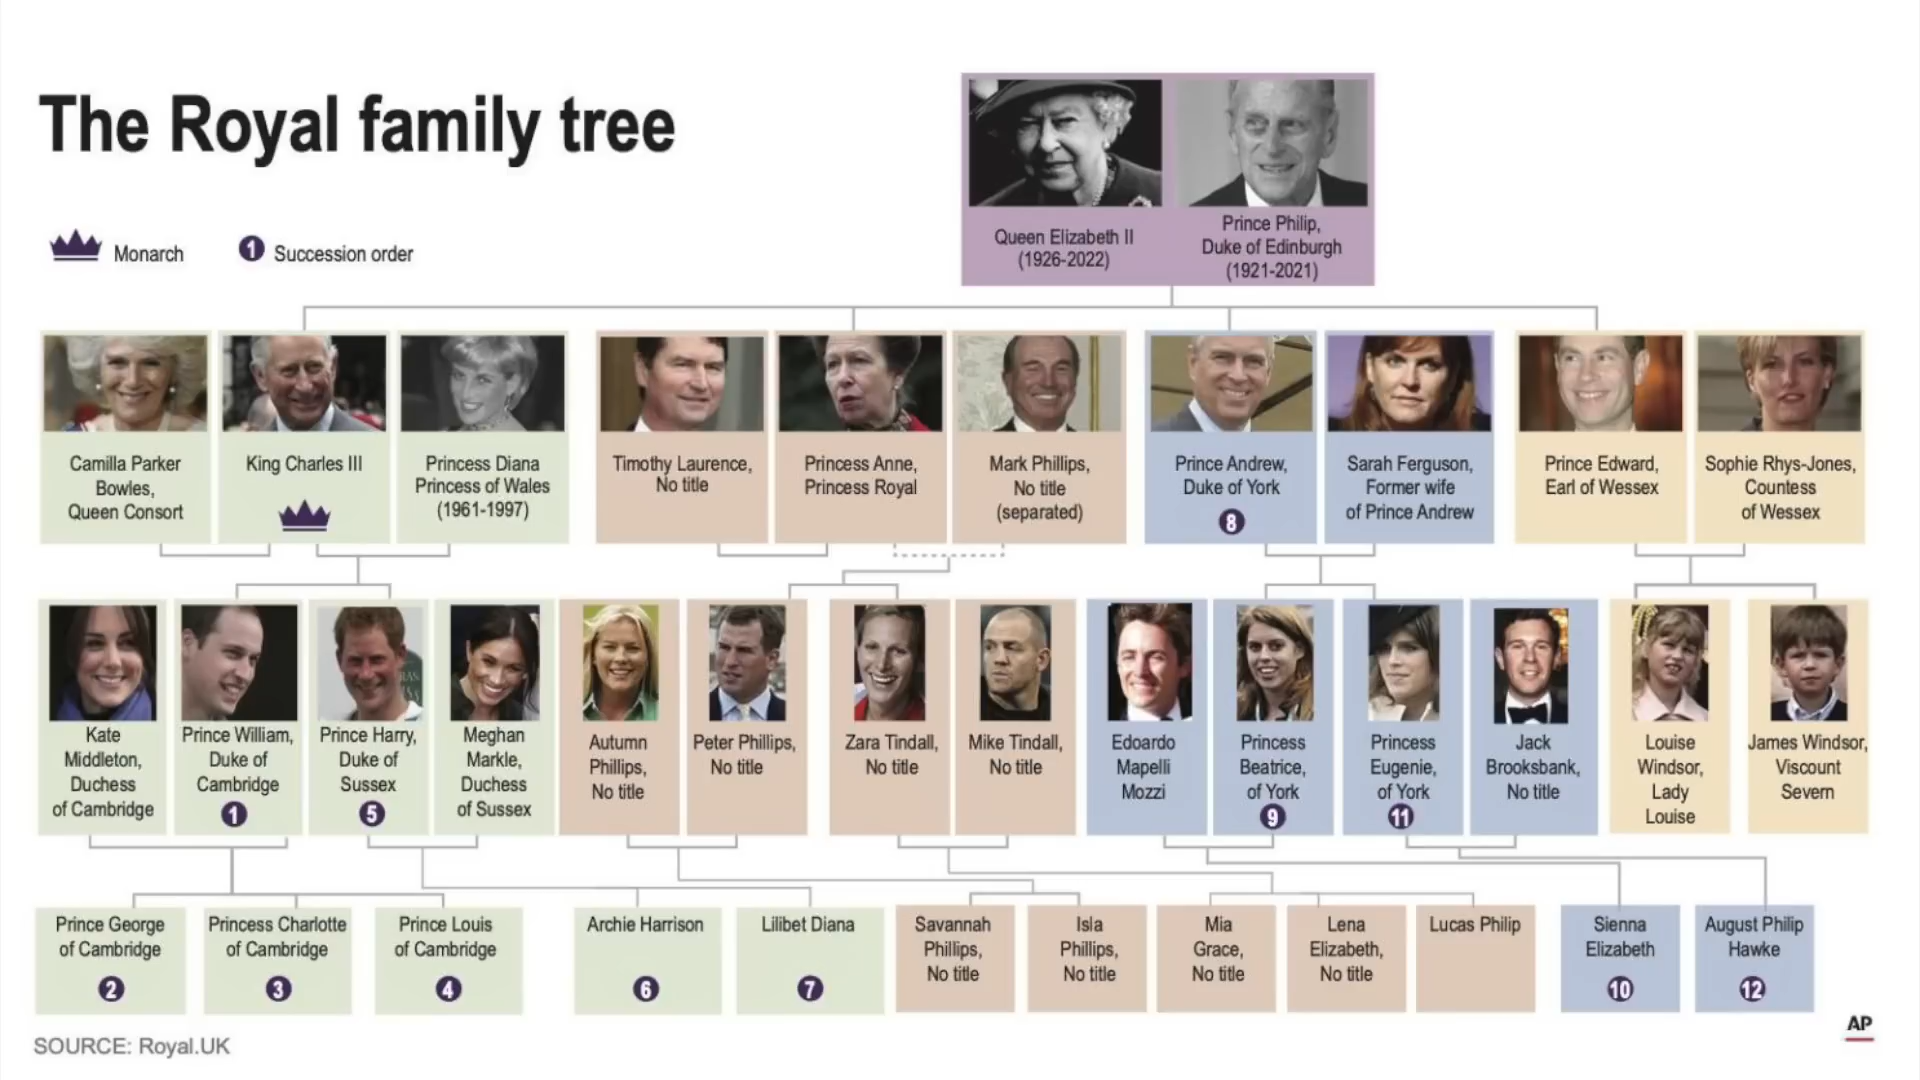 The Royal family tree
Monarch
1 Succession order
Queen Elizabeth II
(1926-2022)
Prince Philip,
Duke of Edinburgh
(1921-2021)
Camilla Parker
Bowles,
Queen Consort
King Charles III
Princess Diana
Princess of Wales
(1961-1997)
Timothy Laurence,
No title
Princess Anne,
Princess Royal
Mark Phillips,
No title
(separated)
Prince Andrew,
Duke of York
8
Sarah Ferguson,
Former wife
of Prince Andrew
Prince Edward,
Earl of Wessex
Sophie Rhys-Jones,
Countess
of Wessex
Kate
Middleton,
Duchess
of Cambridge
Prince William,
Duke of
Cambridge
1
Prince Harry,
Duke of
Sussex
5
Meghan
Markle,
Duchess
of Sussex
Autumn
Phillips,
No title
Peter Phillips,
No title
Zara Tindall,
No title
Mike Tindall,
No title
Edoardo
Mapelli
Mozzi
Princess
Beatrice,
of York
9
Princess
Eugenie,
of York
11
Jack
Brooksbank,
No title
Louise
Windsor,
Lady
Louise
James Windsor,
Viscount
Severn
Prince George
of Cambridge
2
Princess Charlotte
of Cambridge
3
Prince Louis
of Cambridge
4
Archie Harrison
6
Lilibet Diana
7
Savannah
Phillips,
No title
Isla
Phillips,
No title
Mia
Grace,
No title
Lena
Elizabeth,
No title
Lucas Philip
Sienna
Elizabeth
10
August Philip
Hawke
12
SOURCE: Royal.UK
AP